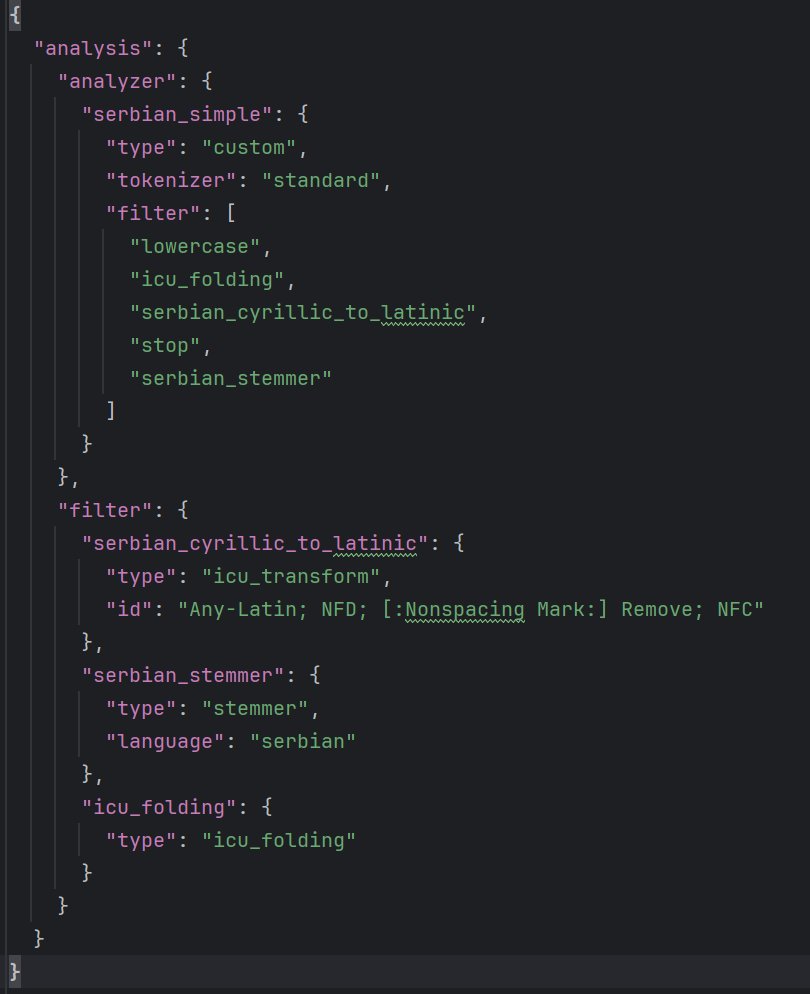 {
  "analysis": {
    "analyzer": {
      "serbian_simple": {
        "type": "custom",
        "tokenizer": "standard",
        "filter": [
          "lowercase",
          "icu_folding",
          "serbian_cyrillic_to_latinic",
          "stop",
          "serbian_stemmer"
        ]
      }
    },
    "filter": {
      "serbian_cyrillic_to_latinic": {
        "type": "icu_transform",
        "id": "Any-Latin; NFD; [:Nonspacing Mark:] Remove; NFC"
      },
      "serbian_stemmer": {
        "type": "stemmer",
        "language": "serbian"
      },
      "icu_folding": {
        "type": "icu_folding"
      }
    }
  }
}